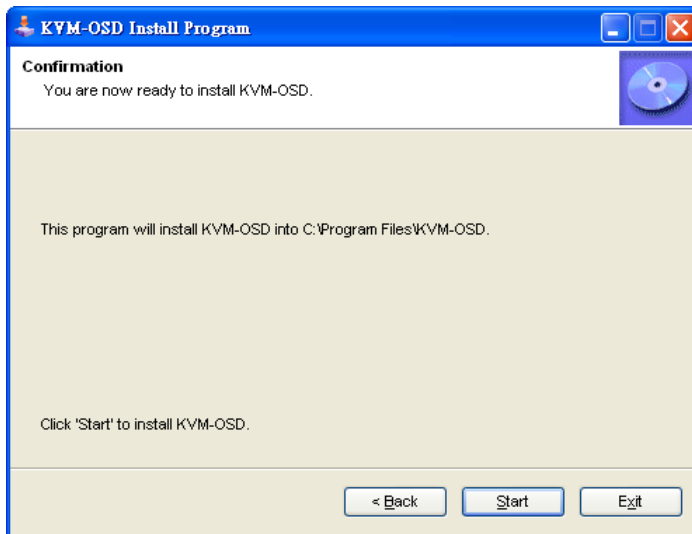 KVM-OSD Install Program
Confirmation
You are now ready to install KVM-OSD.
This program will install KVM-OSD into C:\Program Files\KVM-OSD.
Click 'Start' to install KVM-OSD.
< Back
Start
Exit